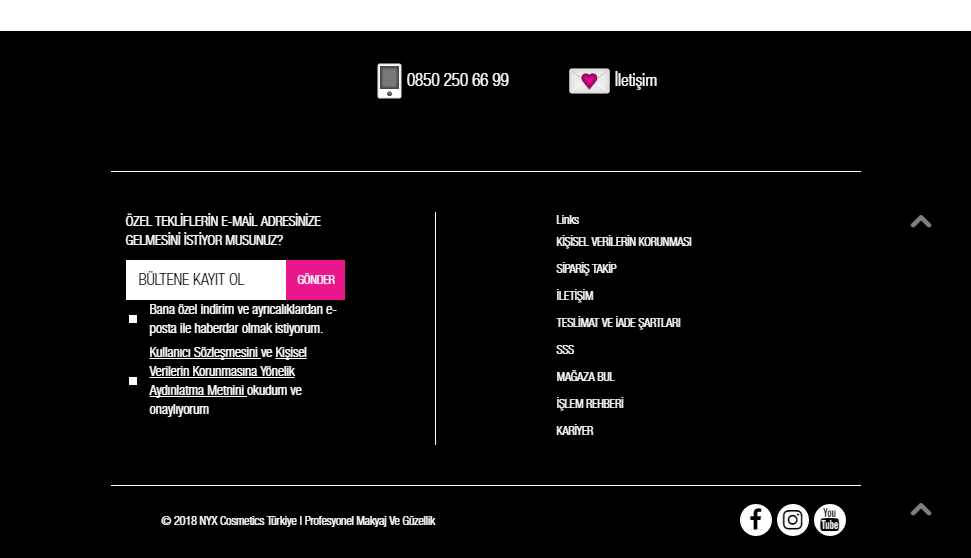 0850 250 66 99
İletişim
ÖZEL TEKLİFLERİN E-MAİL ADRESİNİZE
GELMESİNİ İSTİYOR MUSUNUZ?
BÜLTENE KAYIT OL
GÖNDER
Bana özel indirim ve ayrıcalıklardan e-
posta ile haberdar olmak istiyorum.
Kullanıcı Sözleşmesini ve Kişisel
Verilerin Korunmasına Yönelik
Aydınlatma Metnini okudum ve
onaylıyorum
Links
KİŞİSEL VERİLERİN KORUNMASI
SİPARİŞ TAKİP
İLETİŞİM
TESLİMAT VE İADE ŞARTLARI
SSS
MAĞAZA BUL
İŞLEM REHBERİ
KARİYER
© 2018 NYX Cosmetics Türkiye | Profesyonel Makyaj Ve Güzellik
You
Tube